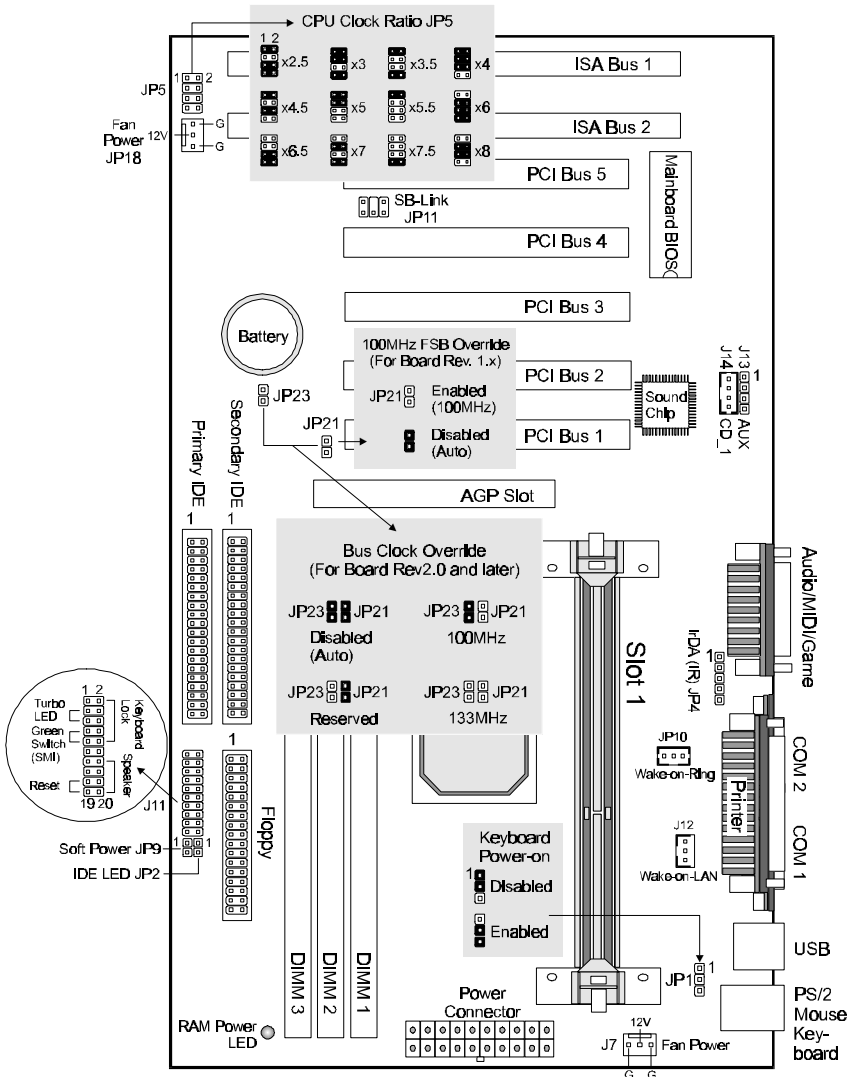 CPU Clock Ratio JP5
1 2
x2.5
x3
x3.5
x4
x4.5
x5
x5.5
x6
x6.5
x7
x7.5
x8
1 2
JP5
Fan
Power
JP18
12V
G
G
ISA Bus 1
ISA Bus 2
PCI Bus 5
SB-Link
JP11
PCI Bus 4
Mainboard BIOS
PCI Bus 3
Battery
100MHz FSB Override
(For Board Rev. 1.x)
JP21
Enabled
(100MHz)
Disabled
(Auto)
PCI Bus 2
JP23
JP21
PCI Bus 1
Sound
Chip
J14
CD_1
J13
1
AUX
Primary IDE
1
Secondary IDE
1
AGP Slot
Bus Clock Override
(For Board Rev2.0 and later)
JP23
JP21
Disabled
(Auto)
JP23
JP21
100MHz
JP23
JP21
Reserved
JP23
JP21
133MHz
Slot 1
Audio/MIDI/Game
1
IrDA (IR) JP4
1 2
Turbo
LED
Green
Switch
(SMI)
Reset
Keyboard
Lock
Speaker
19 20
J11
1
Floppy
Soft Power JP9
1
1
IDE LED JP2
JP10
Wake-on-Ring
J12
Wake-on-LAN
Printer
COM 2
COM 1
Keyboard
Power-on
1
Disabled
Enabled
JP1
1
USB
PS/2
Mouse
Key-
board
DIMM 3
DIMM 2
DIMM 1
RAM Power
LED
Power
Connector
12V
J7
Fan Power
G
G